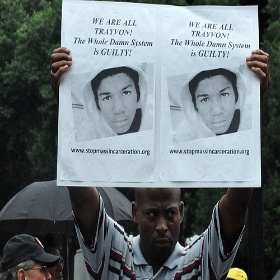 WE ARE ALL
TRAYVON!
The Whole Damn System
is GUILTY!
www.stopmassincarceration.org
WE ARE ALL
TRAYVON!
The Whole Damn System
is GUILTY!
www.stopmassincarceration.org